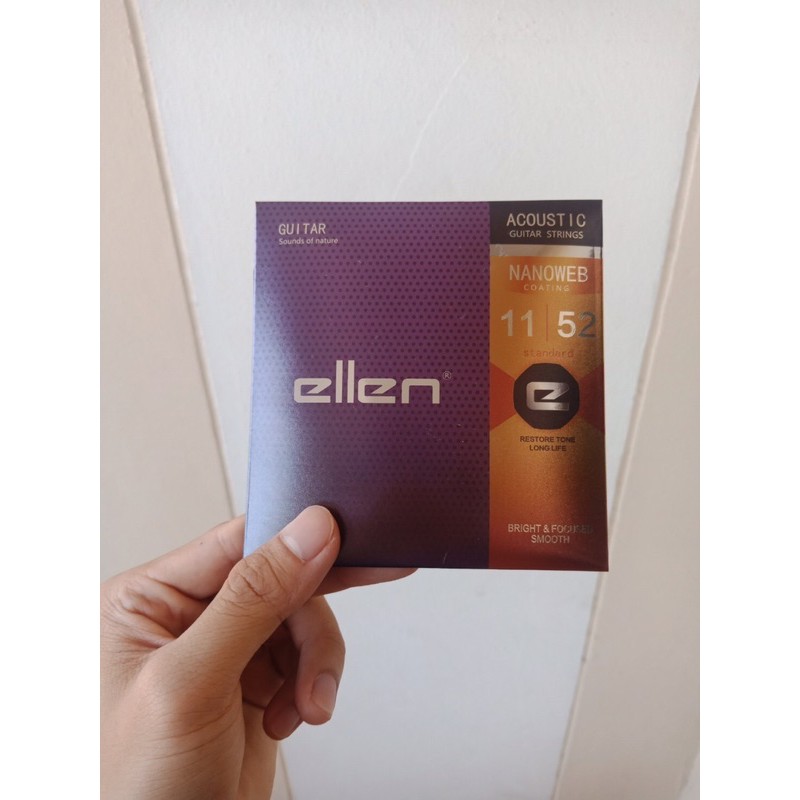 GUITAR
Sounds of nature
ellen®
ACOUSTIC
GUITAR STRINGS
NANOWEB
COATING
11 | 52
standard
e
RESTORE TONE
LONG LIFE
BRIGHT & FOCUSED
SMOOTH